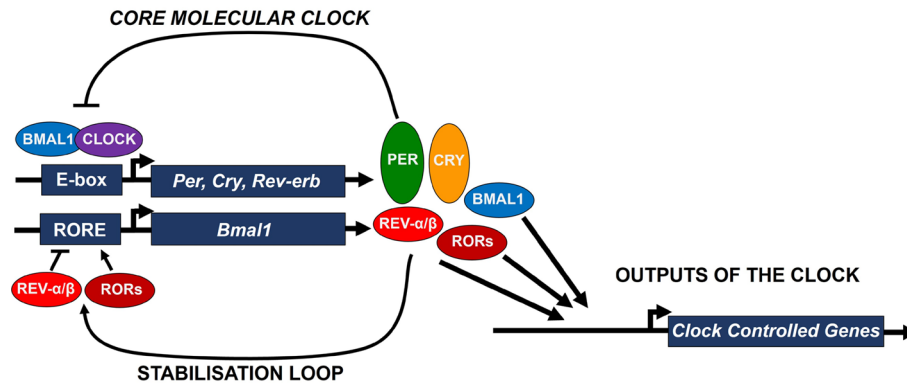 CORE MOLECULAR CLOCK
BMAL1
CLOCK
E-box
Per, Cry, Rev-erb
PER
CRY
BMAL1
RORE
Bmal1
REV-α/β
RORs
REV-α/β
RORs
OUTPUTS OF THE CLOCK
Clock Controlled Genes
STABILISATION LOOP